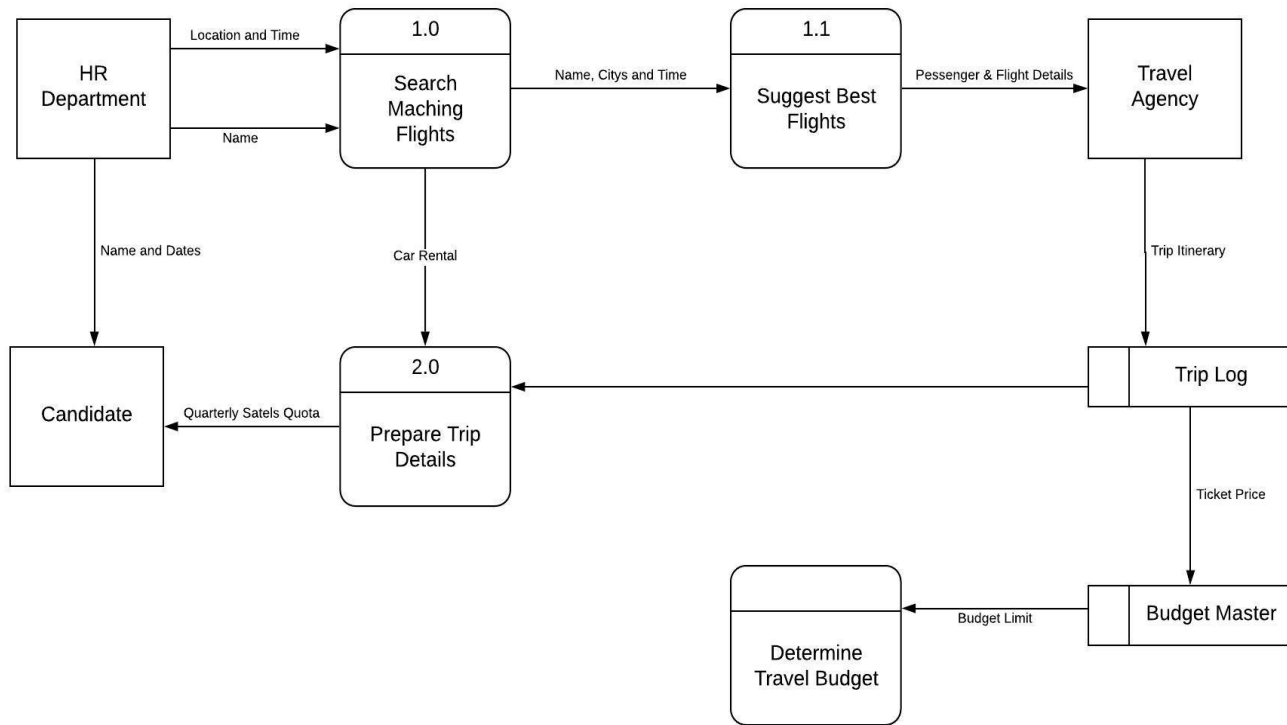 1.0
1.1
HR
Department
Location and Time
Name
Search
Maching
Flights
Name, Citys and Time
Suggest Best
Flights
Pessenger & Flight Details
Travel
Agency
Name and Dates
Car Rental
Trip Itinerary
2.0
Trip Log
Candidate
Quarterly Satels Quota
Prepare Trip
Details
Ticket Price
Budget Limit
Budget Master
Determine
Travel Budget